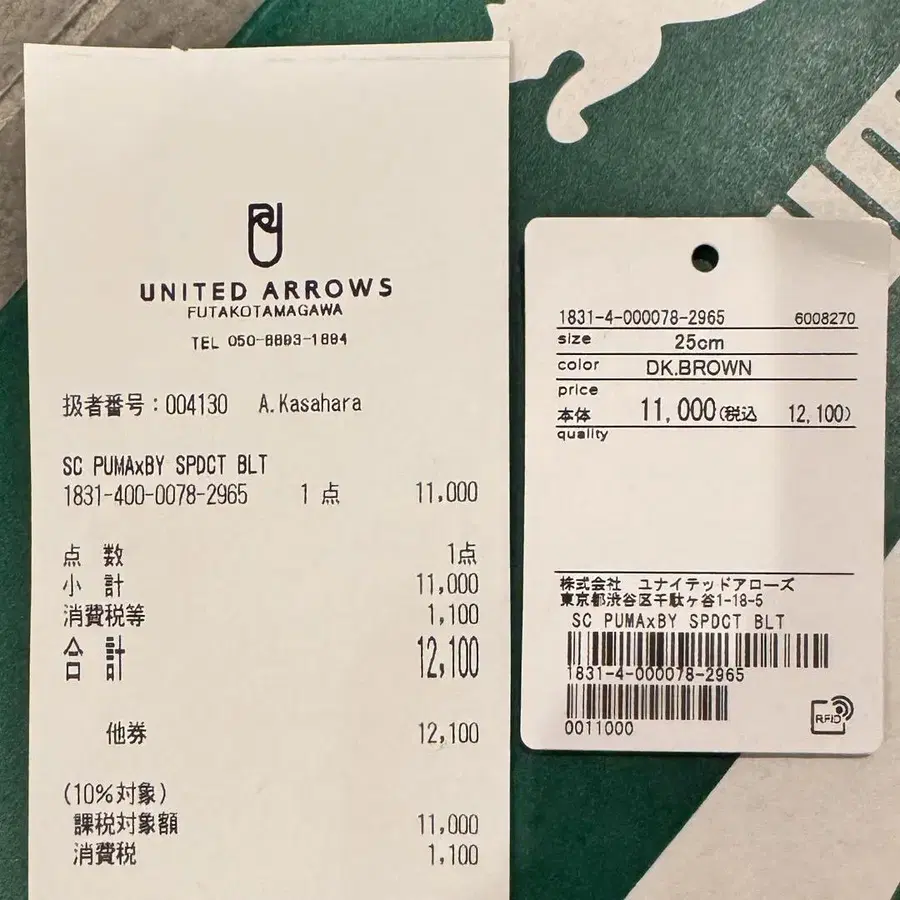 UNITED ARROWS
FUTAKOTAMAGAWA
TEL 050-8893-1894
扱者番号：004130 A.Kasahara
SC PUMAxBY SPDCT BLT
1831-400-0078-2965 1 点 11,000
点 数 1点
小 計 11,000
消費税等 1,100
合 計 12,100
他券 12,100
(10%対象)
課税対象額 11,000
消費税 1,100
1831-4-000078-2965 6008270
size 25cm
color DK.BROWN
price
本体 11,000(税込 12,100)
quality
株式会社 ユナイテッドアローズ
東京都渋谷区千駄ヶ谷1-18-5
SC PUMAxBY SPDCT BLT
1831-4-000078-2965
0011000
RFID